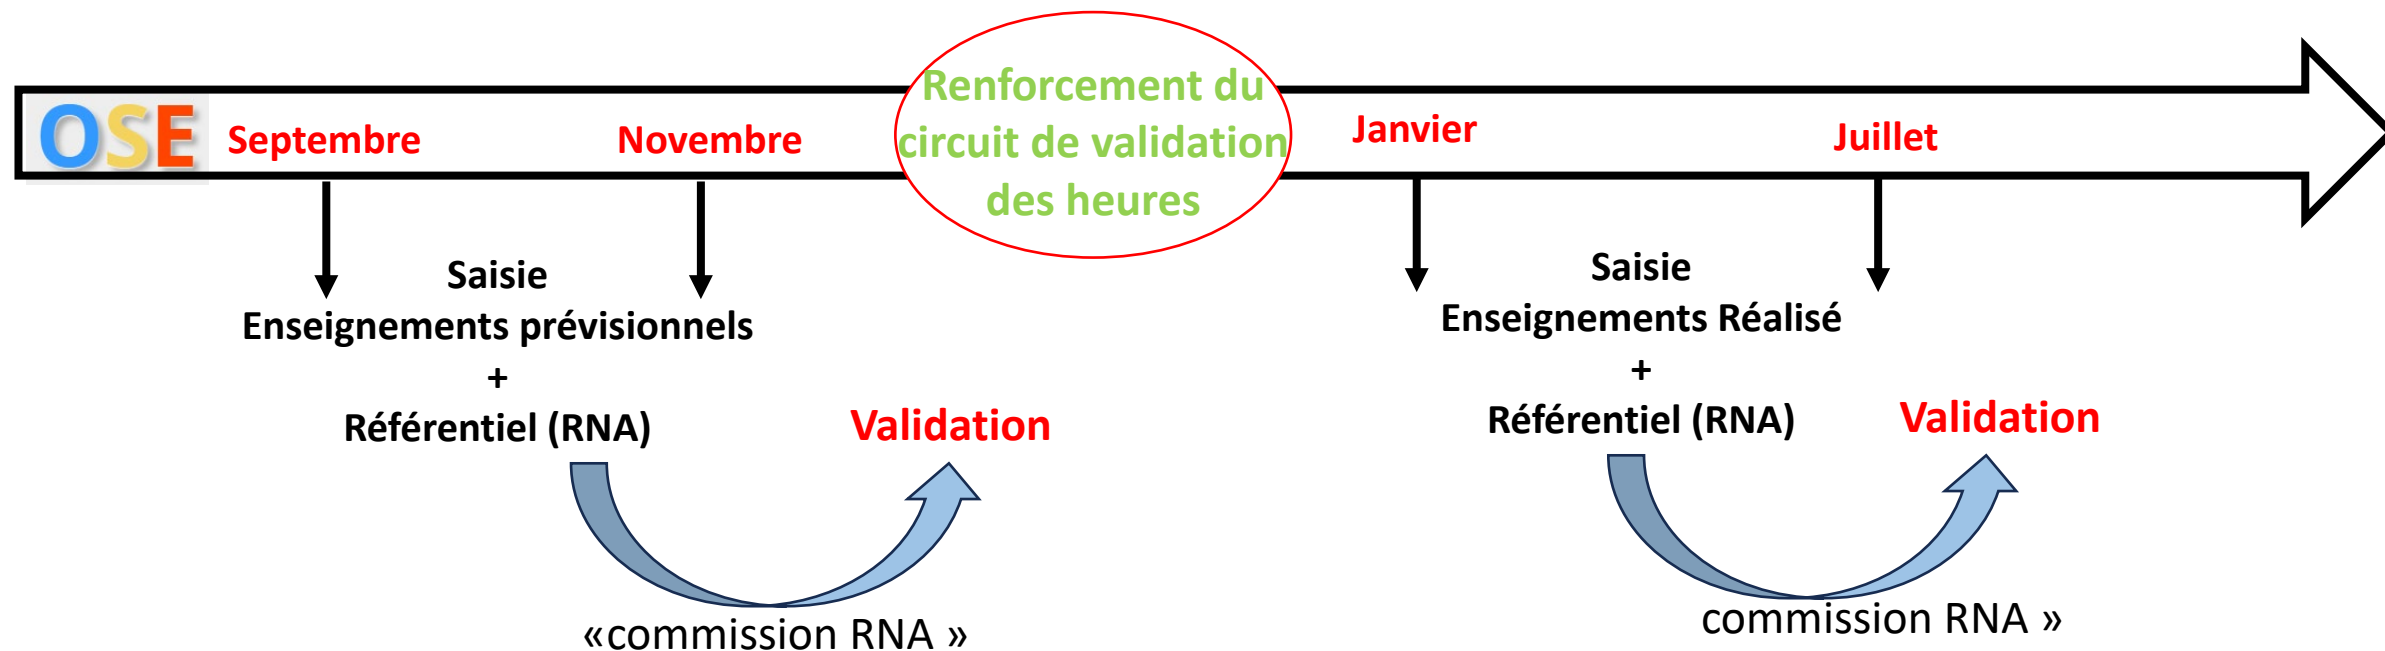 OSE
Septembre
Novembre
Renforcement du
circuit de validation
des heures
Janvier
Juillet
Saisie
Enseignements prévisionnels
+
Référentiel (RNA)
Validation
«commission RNA »
Saisie
Enseignements Réalisé
+
Référentiel (RNA)
Validation
commission RNA »